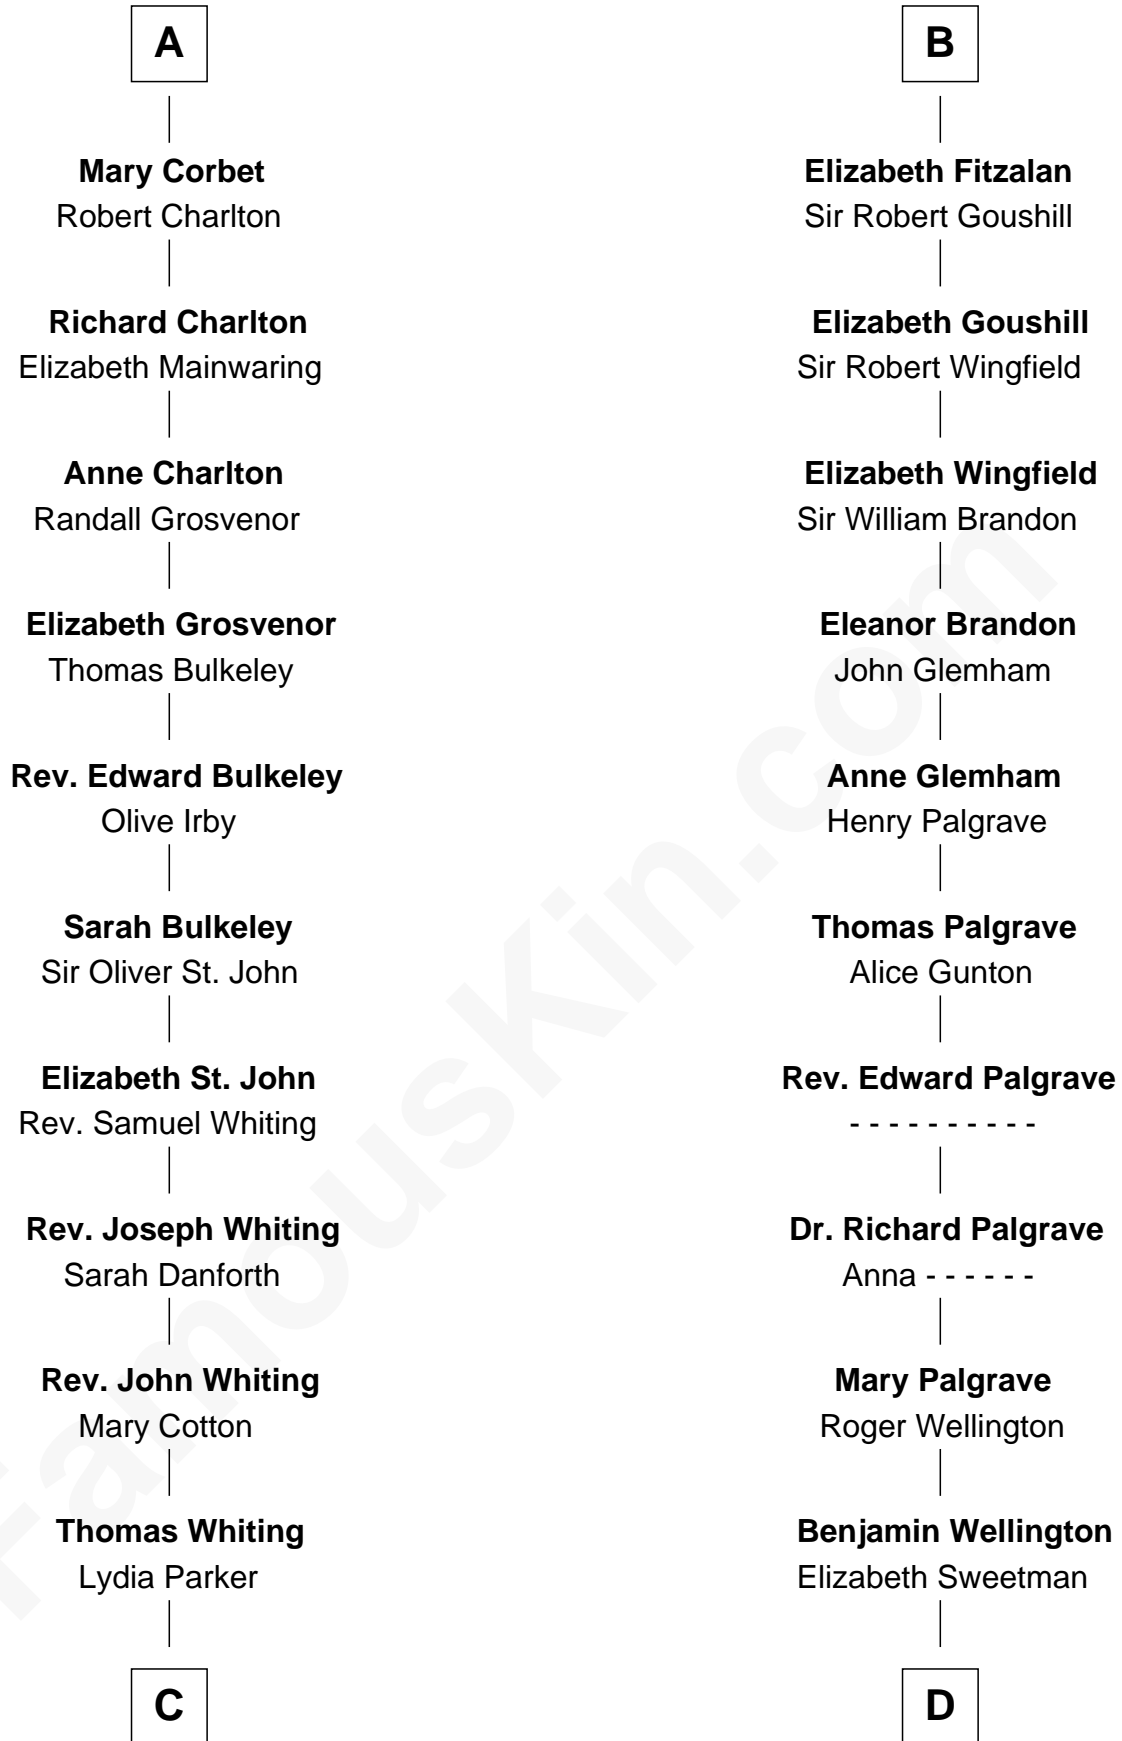 A
Mary Corbet
Robert Charlton
Richard Charlton
Elizabeth Mainwaring
Anne Charlton
Randall Grosvenor
Elizabeth Grosvenor
Thomas Bulkeley
Rev. Edward Bulkeley
Olive Irby
Sarah Bulkeley
Sir Oliver St. John
Elizabeth St. John
Rev. Samuel Whiting
Rev. Joseph Whiting
Sarah Danforth
Rev. John Whiting
Mary Cotton
Thomas Whiting
Lydia Parker
C
B
Elizabeth Fitzalan
Sir Robert Goushill
Elizabeth Goushill
Sir Robert Wingfield
Elizabeth Wingfield
Sir William Brandon
Eleanor Brandon
John Glemham
Anne Glemham
Henry Palgrave
Thomas Palgrave
Alice Gunton
Rev. Edward Palgrave
- - - - - - - - - -
Dr. Richard Palgrave
Anna - - - - - -
Mary Palgrave
Roger Wellington
Benjamin Wellington
Elizabeth Sweetman
D
FamousKin.com